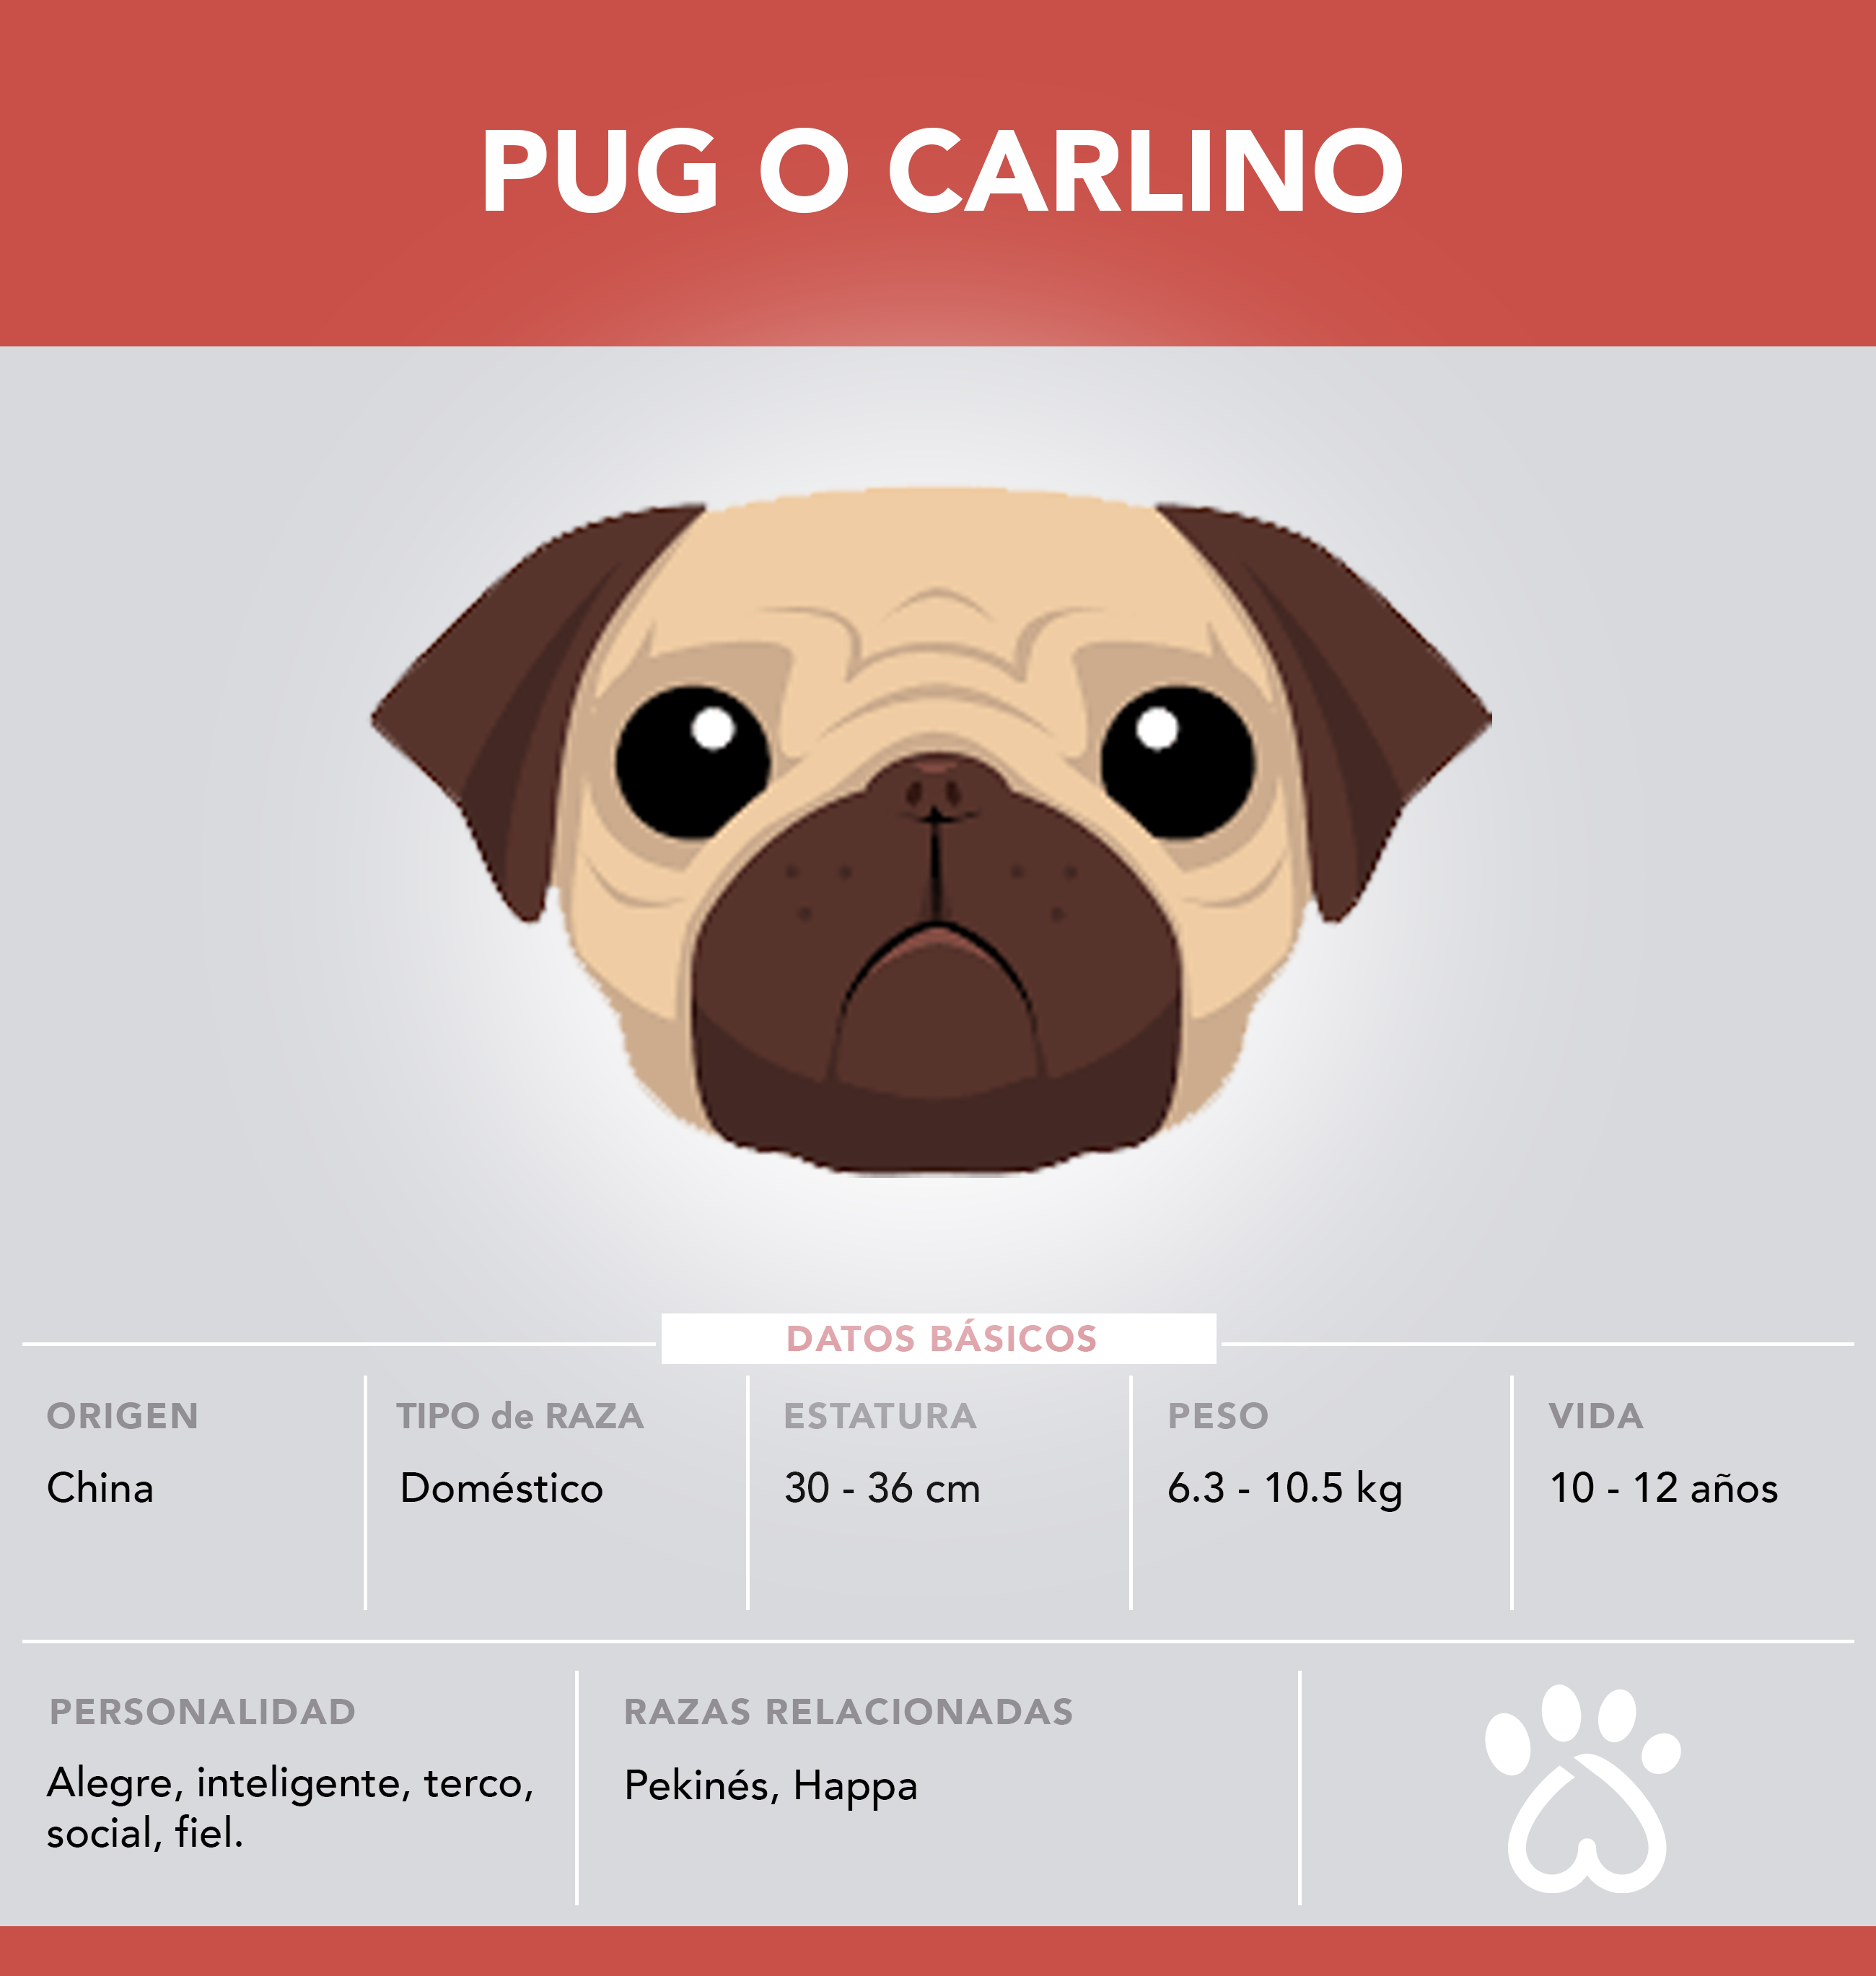 PUG O CARLINO
DATOS BÁSICOS
ORIGEN
China
TIPO de RAZA
Doméstico
ESTATURA
30 - 36 cm
PESO
6.3 - 10.5 kg
VIDA
10 - 12 años
PERSONALIDAD
Alegre, inteligente, terco,
social, fiel.
RAZAS RELACIONADAS
Pekinés, Happa